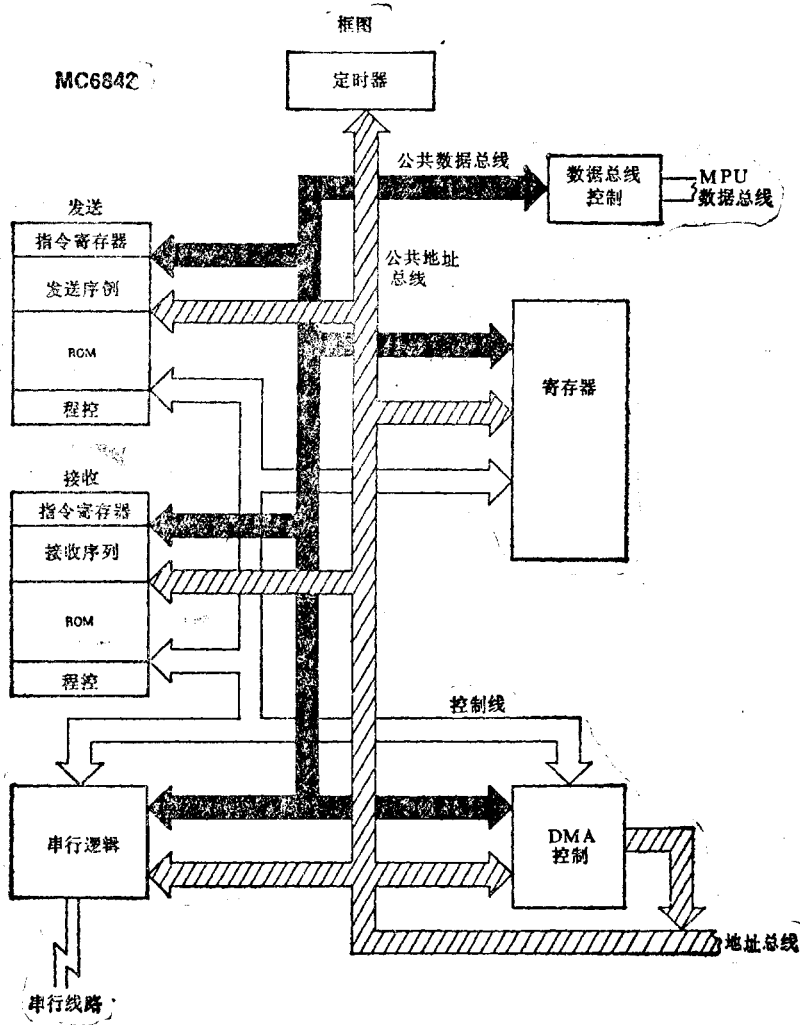 框图
MC6842
定时器
公共数据总线
数据总线
控制
MPU
数据总线
发送
指令寄存器
发送序例
ROM
程控
公共地址
总线
寄存器
接收
指令寄存器
接收序列
ROM
程控
控制线
串行逻辑
DMA
控制
地址总线
串行线路